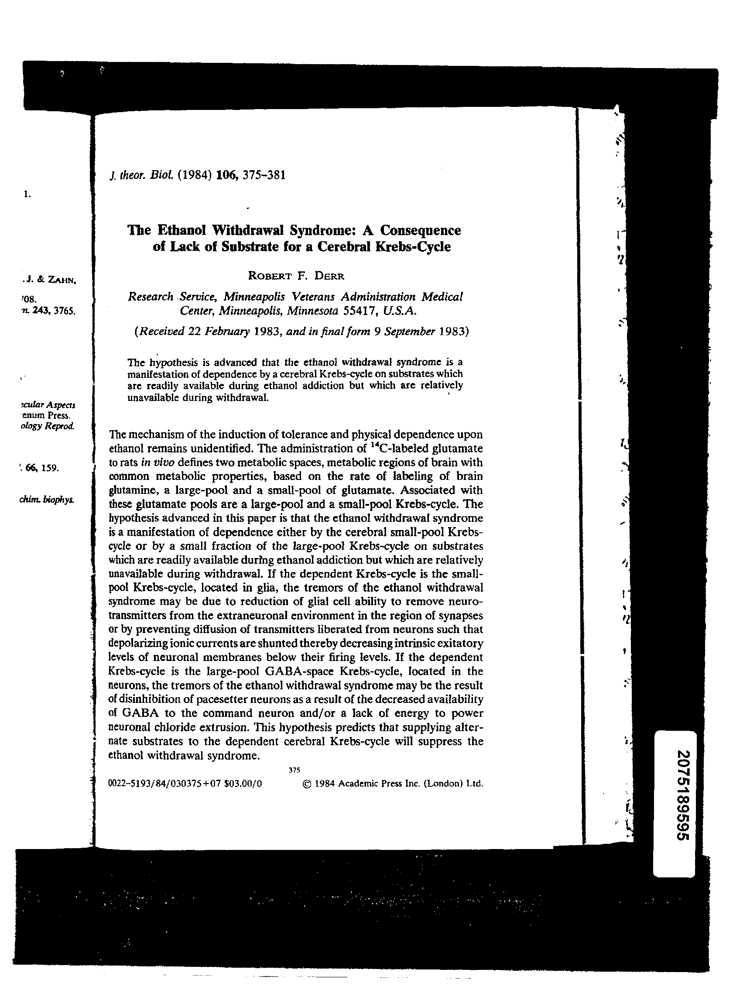 J. theor. Biol. (1984) 106, 375–381
1.
The Ethanol Withdrawal Syndrome: A Consequence
of Lack of Substrate for a Cerebral Krebs-Cycle
. J. & ZAHN,
ROBERT F. DERR
'08.
n. 243, 3765.
Research Service, Minneapolis Veterans Administration Medical
Center, Minneapolis, Minnesota 55417, U.S.A.
(Received 22 February 1983, and in final form 9 September 1983)
The hypothesis is advanced that the ethanol withdrawal syndrome is a
manifestation of dependence by a cerebral Krebs-cycle on substrates which
are readily available during ethanol addiction but which are relatively
unavailable during withdrawal.
ecular Aspects
enum Press.
ology Reprod.
'. 66, 159.
chim. biophys.
The mechanism of the induction of tolerance and physical dependence upon
ethanol remains unidentified. The administration of ¹⁴C-labeled glutamate
to rats in vivo defines two metabolic spaces, metabolic regions of brain with
common metabolic properties, based on the rate of labeling of brain
glutamine, a large-pool and a small-pool of glutamate. Associated with
these glutamate pools are a large-pool and a small-pool Krebs-cycle. The
hypothesis advanced in this paper is that the ethanol withdrawal syndrome
is a manifestation of dependence either by the cerebral small-pool Krebs-
cycle or by a small fraction of the large-pool Krebs-cycle on substrates
which are readily available during ethanol addiction but which are relatively
unavailable during withdrawal. If the dependent Krebs-cycle is the small-
pool Krebs-cycle, located in glia, the tremors of the ethanol withdrawal
syndrome may be due to reduction of glial cell ability to remove neuro-
transmitters from the extraneuronal environment in the region of synapses
or by preventing diffusion of transmitters liberated from neurons such that
depolarizing ionic currents are shunted thereby decreasing intrinsic exitatory
levels of neuronal membranes below their firing levels. If the dependent
Krebs-cycle is the large-pool GABA-space Krebs-cycle, located in the
neurons, the tremors of the ethanol withdrawal syndrome may be the result
of disinhibition of pacesetter neurons as a result of the decreased availability
of GABA to the command neuron and/or a lack of energy to power
neuronal chloride extrusion. This hypothesis predicts that supplying alter-
nate substrates to the dependent cerebral Krebs-cycle will suppress the
ethanol withdrawal syndrome.
375
0022–5193/84/030375+07 $03.00/0 © 1984 Academic Press Inc. (London) Ltd.
2075189595